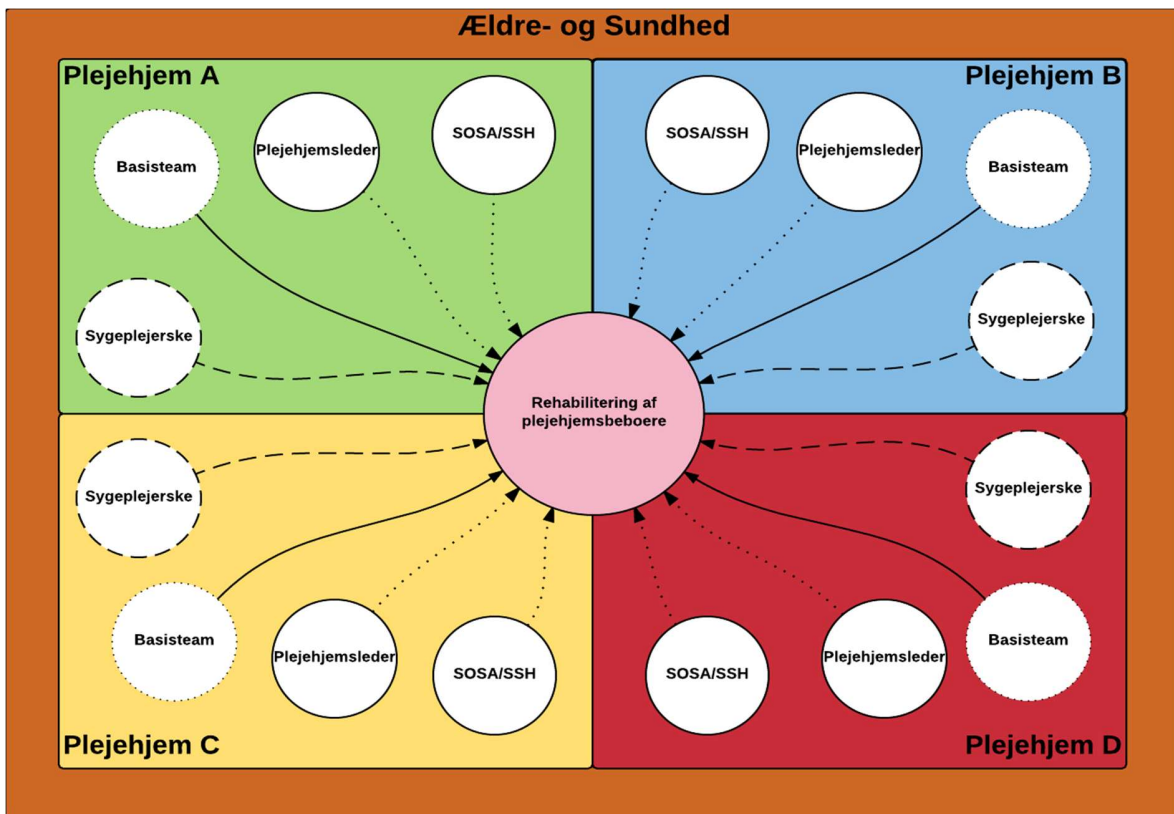 Ældre- og Sundhed
Plejehjem A
Basisteam
Plejehjemsleder
SOSA/SSH
Sygeplejerske
Plejehjem B
SOSA/SSH
Plejehjemsleder
Basisteam
Sygeplejerske
Rehabilitering af
plejehjemsbeboere
Sygeplejerske
Basisteam
Plejehjemsleder
SOSA/SSH
Plejehjem C
Sygeplejerske
SOSA/SSH
Plejehjemsleder
Basisteam
Plejehjem D